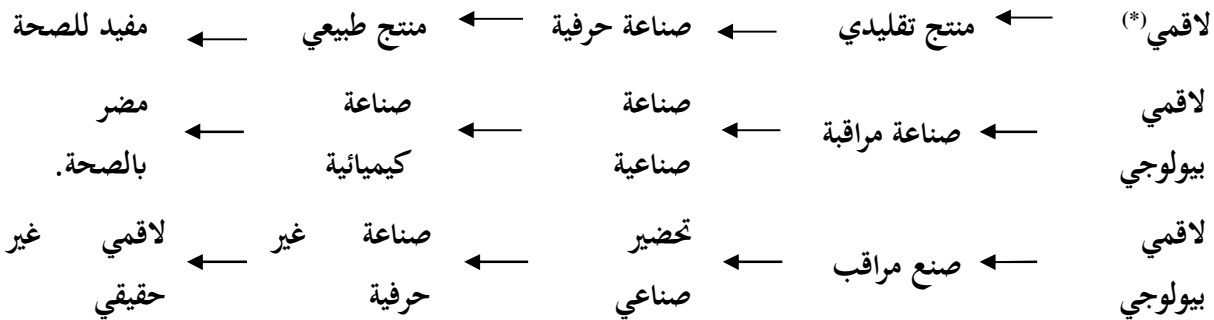 لاقمي(*) ← منتج تقليدي ← صناعة حرفية ← منتج طبيعي ← مفيد للصحة
لاقمي صناعة صناعة مضر
← صناعة مراقبة ← ← ←
بيولوجي صناعية كيميائية بالصحة.
لاقمي تحضير صناعة غير لاقمي غير
← صنع مراقب ← ← ←
بيولوجي صناعي حرفية حقيقي